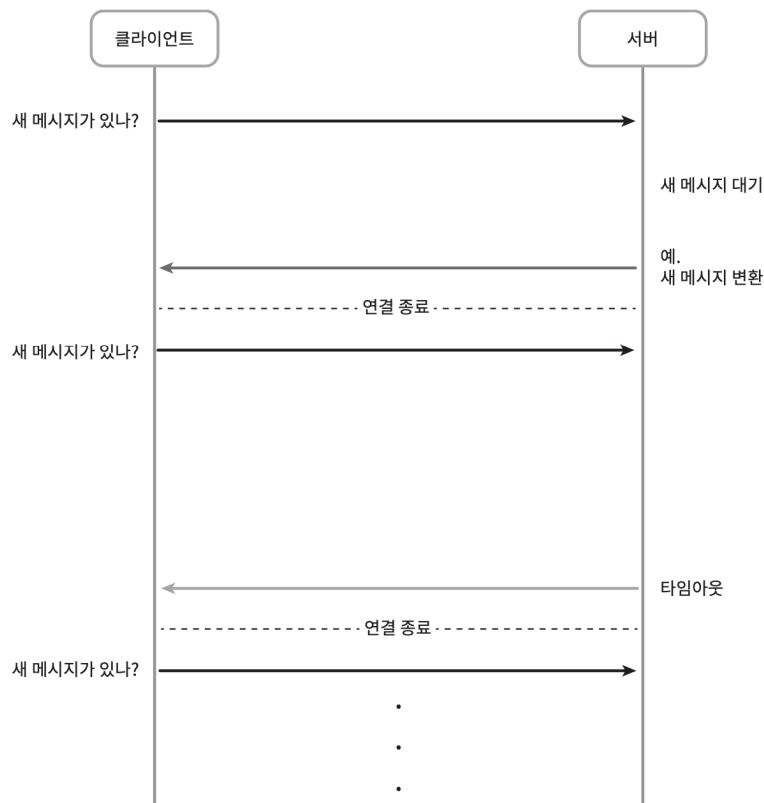 클라이언트
서버
새 메시지가 있나?
새 메시지 대기
예.
새 메시지 변환
연결 종료
새 메시지가 있나?
타임아웃
연결 종료
새 메시지가 있나?